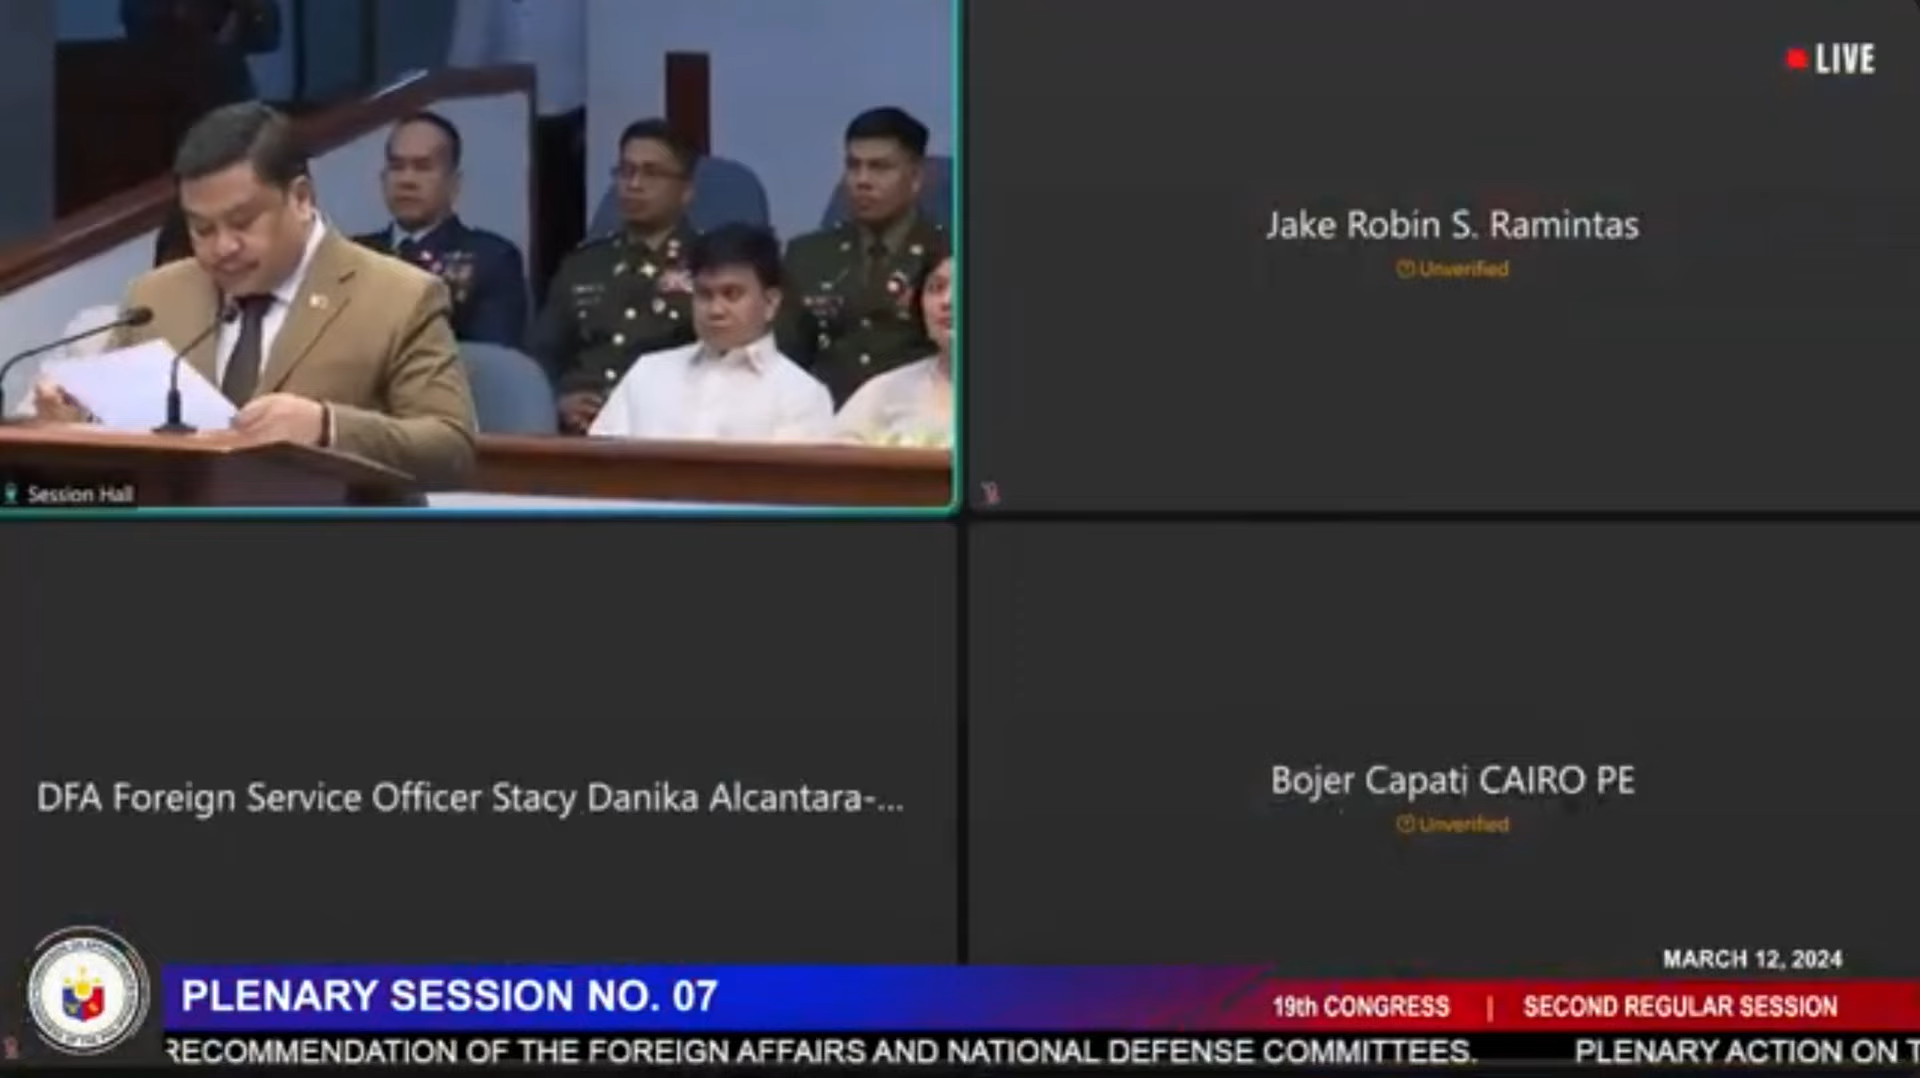 LIVE
Session Hall
Jake Robin S. Ramintas
Unverified
DFA Foreign Service Officer Stacy Danika Alcantara-...
Bojer Capati CAIRO PE
Unverified
MARCH 12, 2024
PLENARY SESSION NO. 07
19th CONGRESS | SECOND REGULAR SESSION
RECOMMENDATION OF THE FOREIGN AFFAIRS AND NATIONAL DEFENSE COMMITTEES. PLENARY ACTION ON T